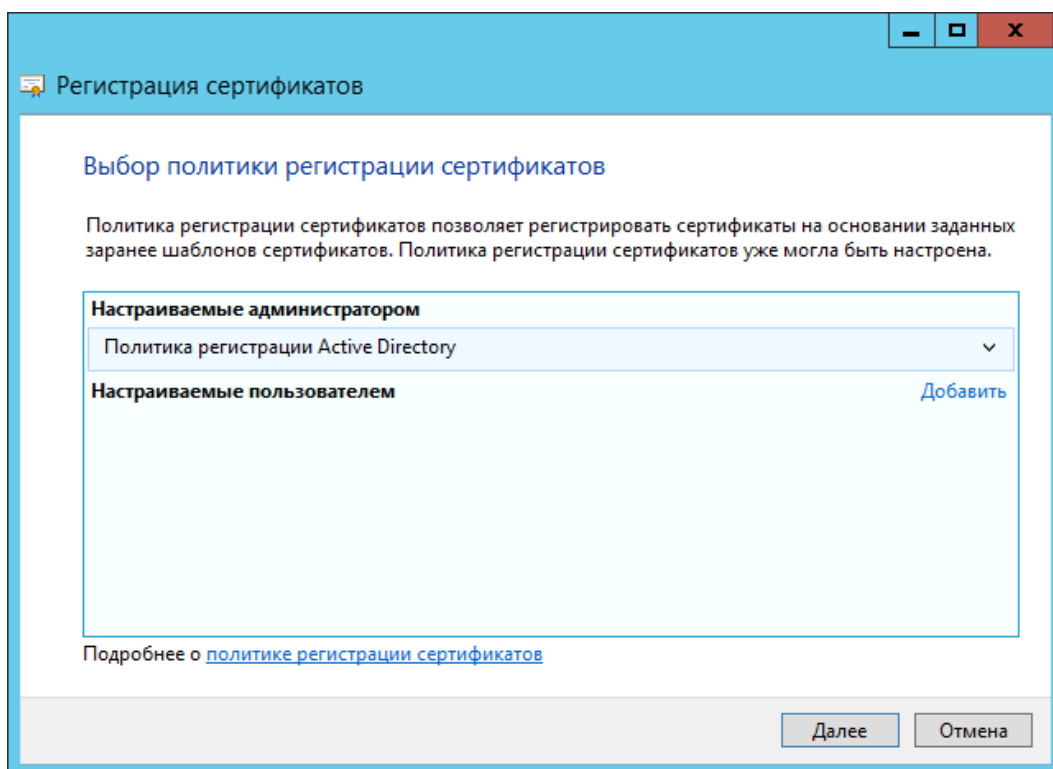 Регистрация сертификатов
Выбор политики регистрации сертификатов
Политика регистрации сертификатов позволяет регистрировать сертификаты на основании заданных
заранее шаблонов сертификатов. Политика регистрации сертификатов уже могла быть настроена.
Настраиваемые администратором
Политика регистрации Active Directory
Настраиваемые пользователем Добавить
Подробнее о политике регистрации сертификатов
Далее Отмена